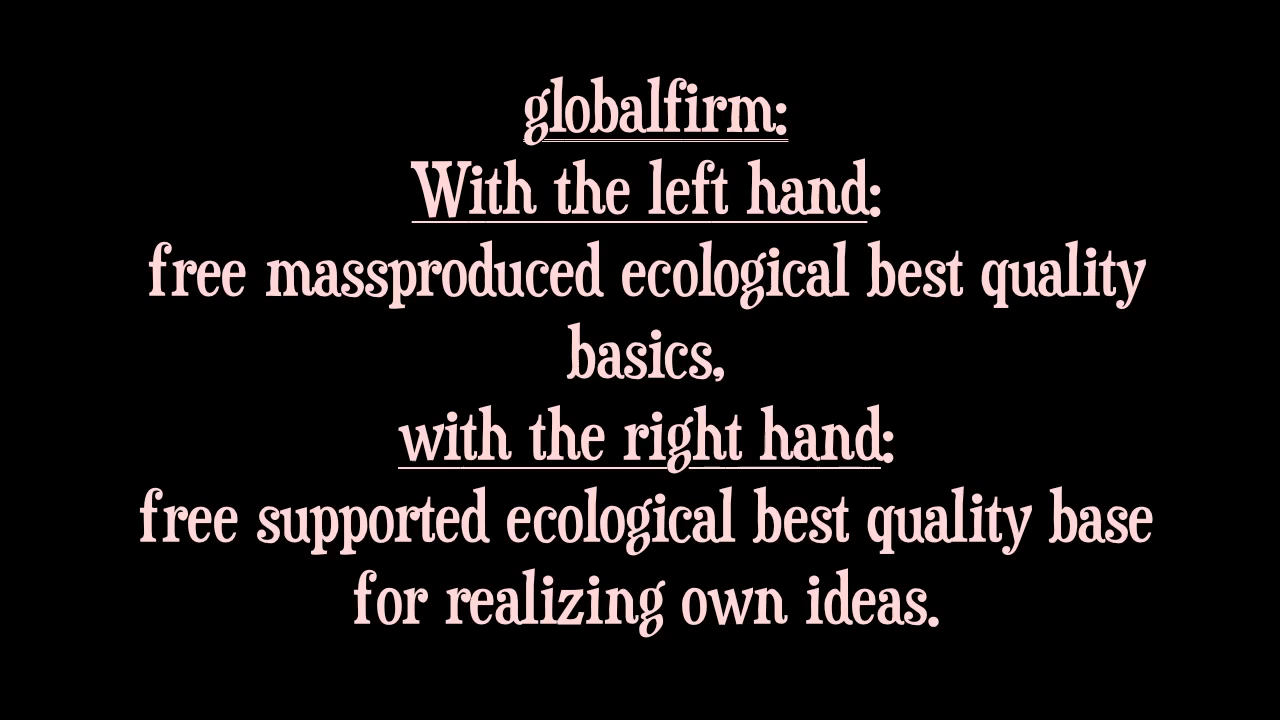 globalfirm:
With the left hand:
free massproduced ecological best quality
basics,
with the right hand:
free supported ecological best quality base
for realizing own ideas.